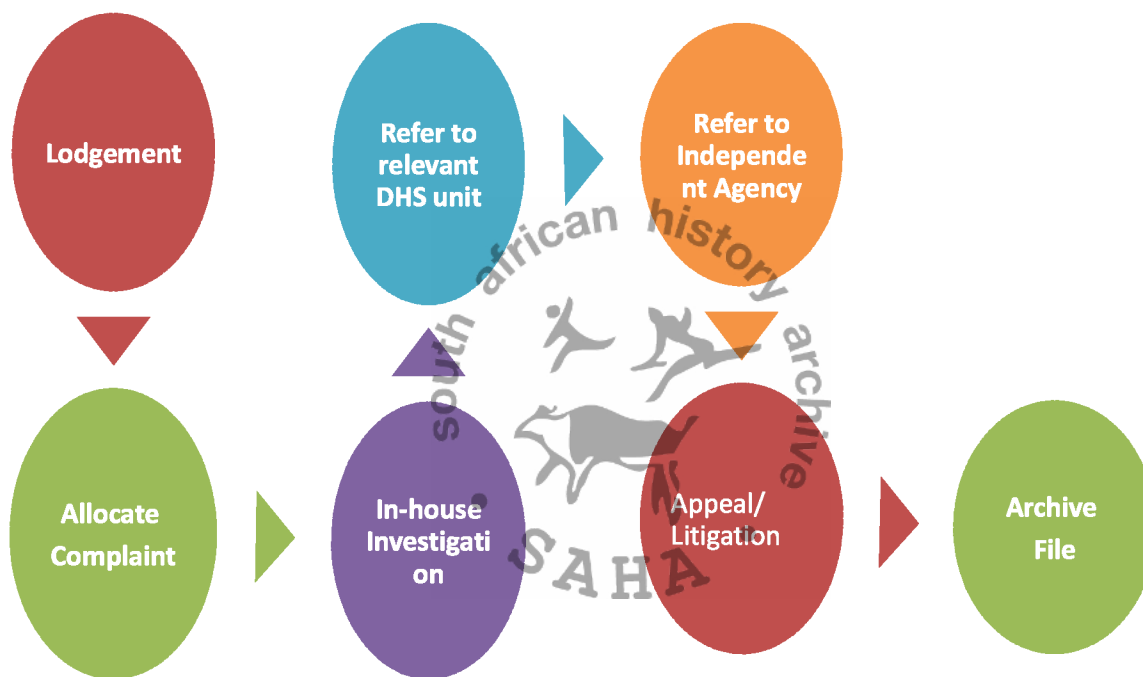 Lodgement
Allocate
Complaint
In-house
Investigati
on
Refer to
relevant
DHS unit
Refer to
Independe
nt Agency
Appeal/
Litigation
Archive
File
south african history archive
SAHA